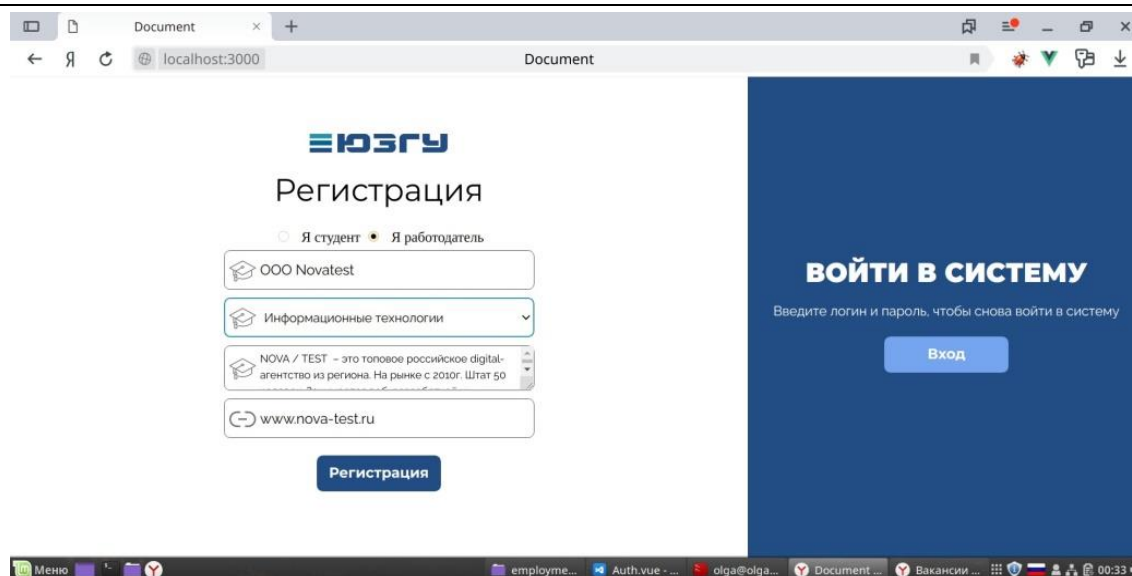 Document
localhost:3000
Document
ЮЗГУ
Регистрация
Я студент Я работодатель
ООО Novatest
Информационные технологии
NOVA / TEST – это топовое российское digital-
агентство из региона. На рынке с 2010г. Штат 50
www.nova-test.ru
Регистрация
ВОЙТИ В СИСТЕМУ
Введите логин и пароль, чтобы снова войти в систему
Вход
Меню
employme...
Auth.vue - ...
olga@olga...
Document ...
Вакансии ...
00:33